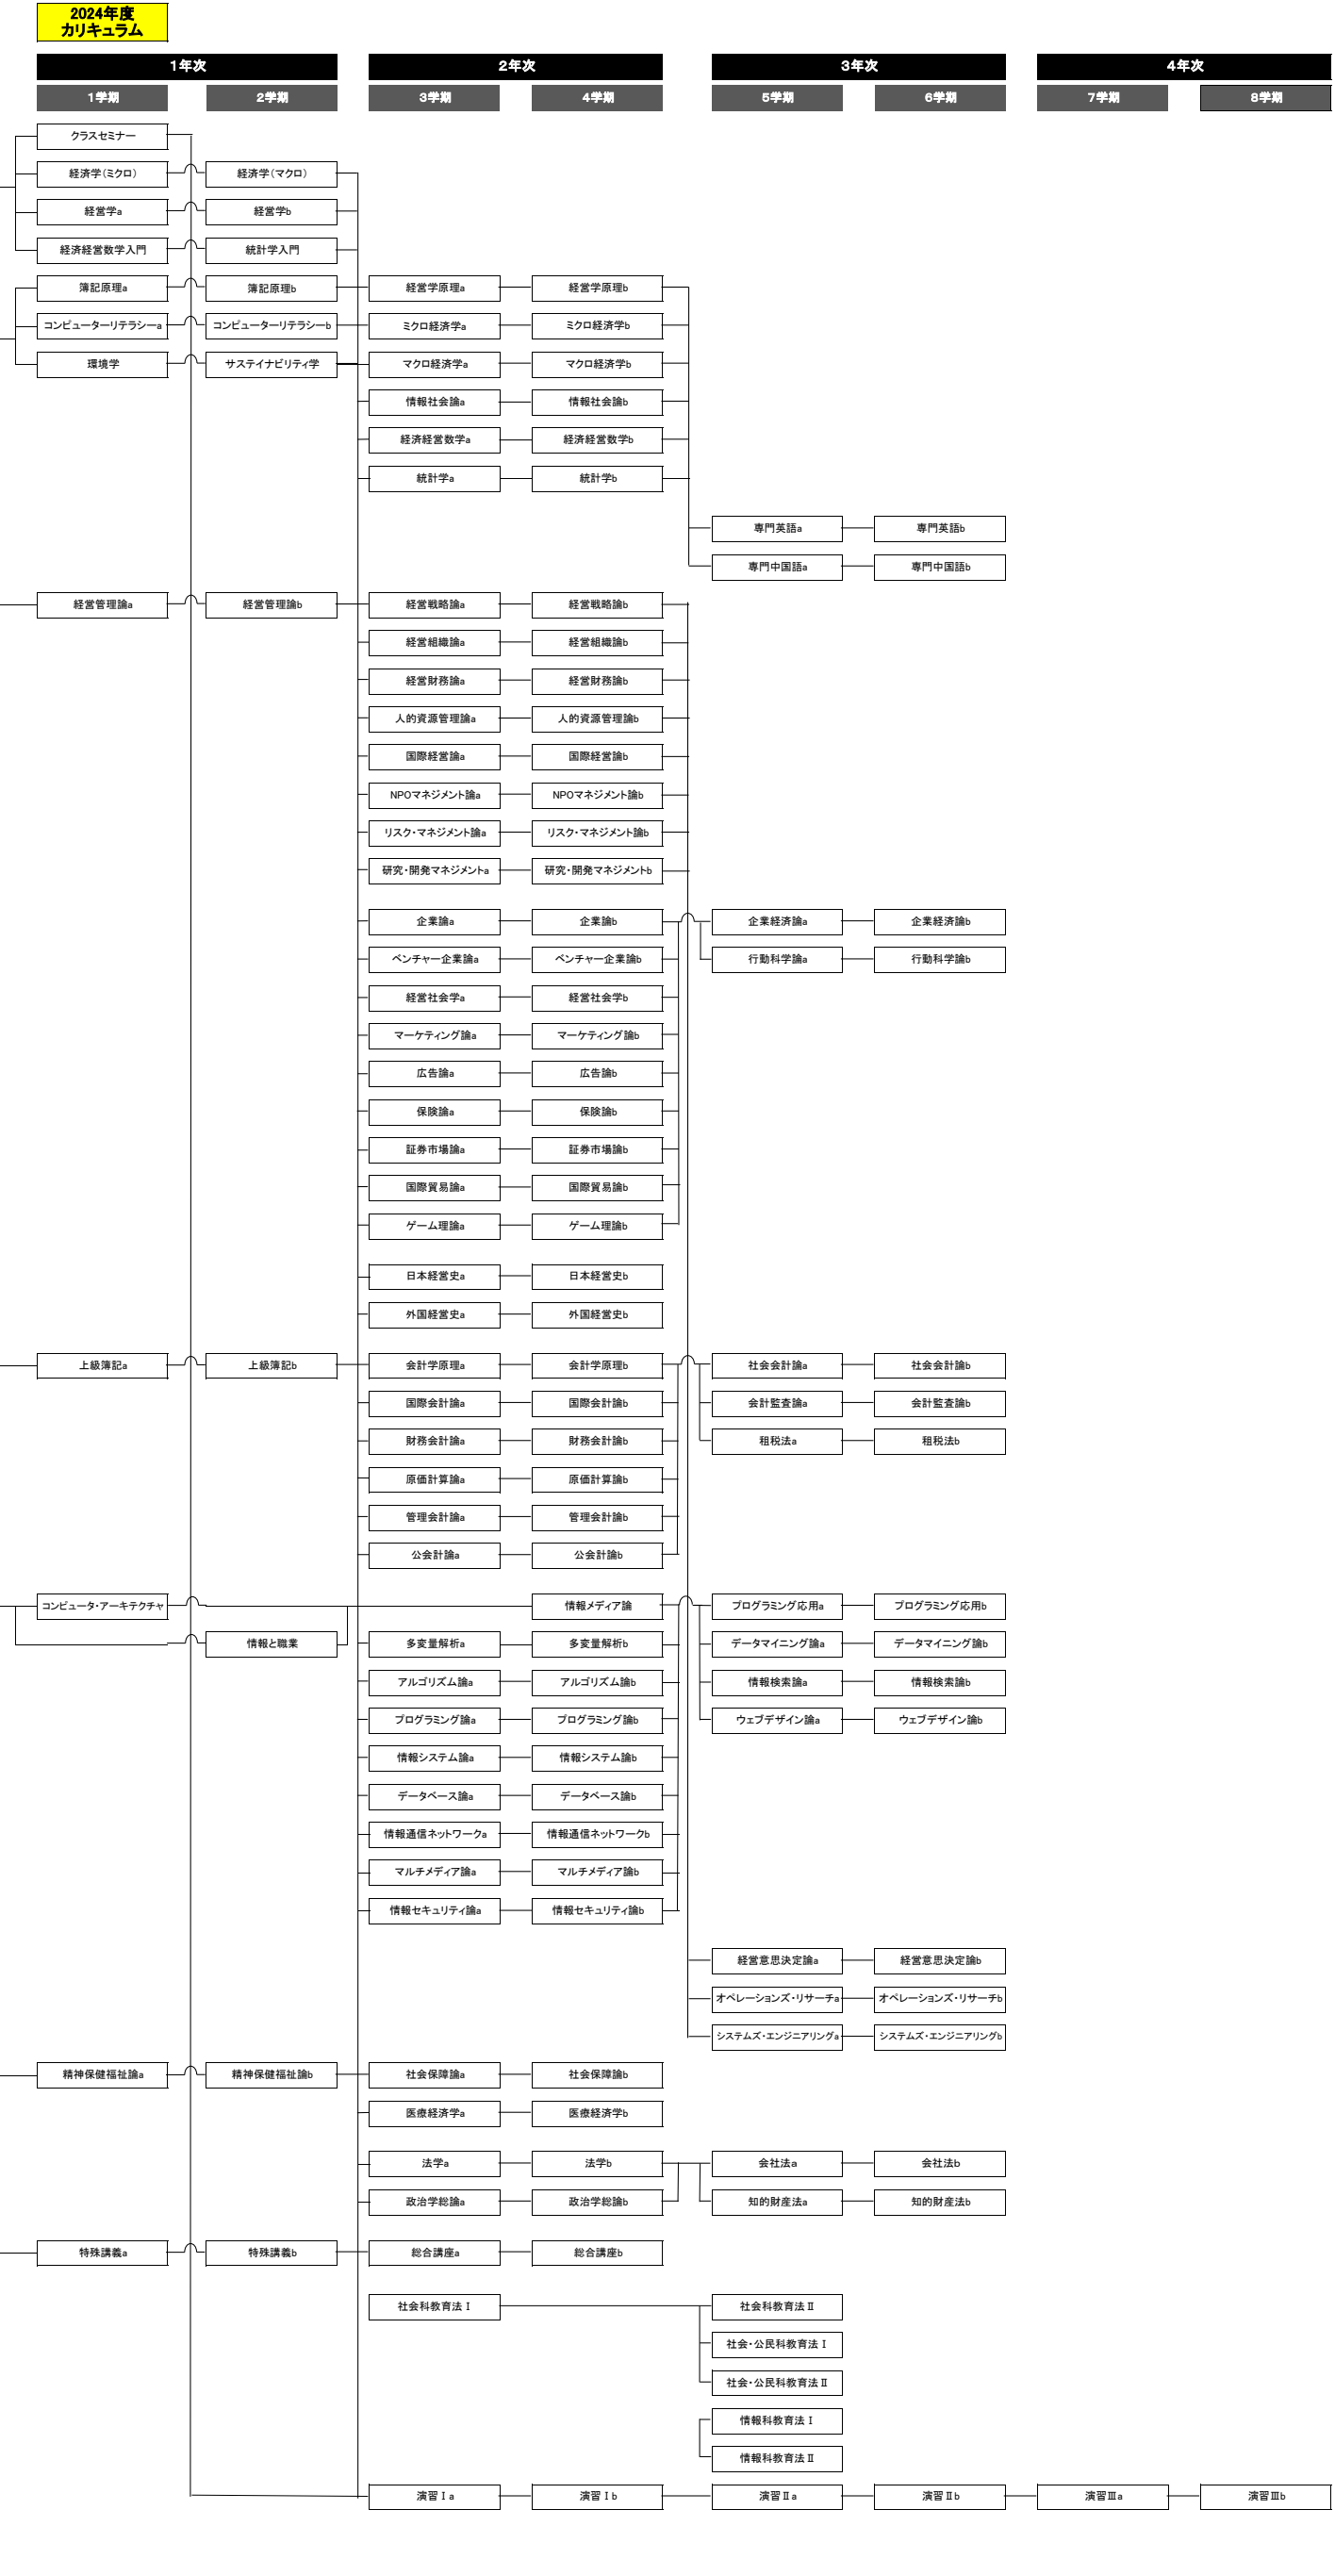 2024年度
カリキュラム
1年次 2年次 3年次 4年次
1学期 2学期 3学期 4学期 5学期 6学期 7学期 8学期
クラスセミナー
経済学（ミクロ） 経済学（マクロ）
経営学a 経営学b
経済経営数学入門 統計学入門
簿記原理a 簿記原理b 経営学原理a 経営学原理b
コンピューターリテラシーa コンピューターリテラシーb ミクロ経済学a ミクロ経済学b
環境学 サステイナビリティ学 マクロ経済学a マクロ経済学b
情報社会論a 情報社会論b
経済経営数学a 経済経営数学b
統計学a 統計学b
専門英語a 専門英語b
専門中国語a 専門中国語b
経営管理論a 経営管理論b 経営戦略論a 経営戦略論b
経営組織論a 経営組織論b
経営財務論a 経営財務論b
人的資源管理論a 人的資源管理論b
国際経営論a 国際経営論b
NPOマネジメント論a NPOマネジメント論b
リスク・マネジメント論a リスク・マネジメント論b
研究・開発マネジメントa 研究・開発マネジメントb
企業論a 企業論b 企業経済論a 企業経済論b
ベンチャー企業論a ベンチャー企業論b 行動科学論a 行動科学論b
経営社会学a 経営社会学b
マーケティング論a マーケティング論b
広告論a 広告論b
保険論a 保険論b
証券市場論a 証券市場論b
国際貿易論a 国際貿易論b
ゲーム理論a ゲーム理論b
日本経営史a 日本経営史b
外国経営史a 外国経営史b
上級簿記a 上級簿記b 会計学原理a 会計学原理b 社会会計論a 社会会計論b
国際会計論a 国際会計論b 会計監査論a 会計監査論b
財務会計論a 財務会計論b 租税法a 租税法b
原価計算論a 原価計算論b
管理会計論a 管理会計論b
公会計論a 公会計論b
コンピュータ・アーキテクチャ 情報メディア論 プログラミング応用a プログラミング応用b
情報と職業 多変量解析a 多変量解析b データマイニング論a データマイニング論b
アルゴリズム論a アルゴリズム論b 情報検索論a 情報検索論b
プログラミング論a プログラミング論b ウェブデザイン論a ウェブデザイン論b
情報システム論a 情報システム論b
データベース論a データベース論b
情報通信ネットワークa 情報通信ネットワークb
マルチメディア論a マルチメディア論b
情報セキュリティ論a 情報セキュリティ論b
経営意思決定論a 経営意思決定論b
オペレーションズ・リサーチa オペレーションズ・リサーチb
システムズ・エンジニアリングa システムズ・エンジニアリングb
精神保健福祉論a 精神保健福祉論b 社会保障論a 社会保障論b
医療経済学a 医療経済学b
法学a 法学b 会社法a 会社法b
政治学総論a 政治学総論b 知的財産法a 知的財産法b
特殊講義a 特殊講義b 総合講座a 総合講座b
社会科教育法Ⅰ 社会科教育法Ⅱ
社会・公民科教育法Ⅰ
社会・公民科教育法Ⅱ
情報科教育法Ⅰ
情報科教育法Ⅱ
演習Ⅰa 演習Ⅰb 演習Ⅱa 演習Ⅱb 演習Ⅲa 演習Ⅲb